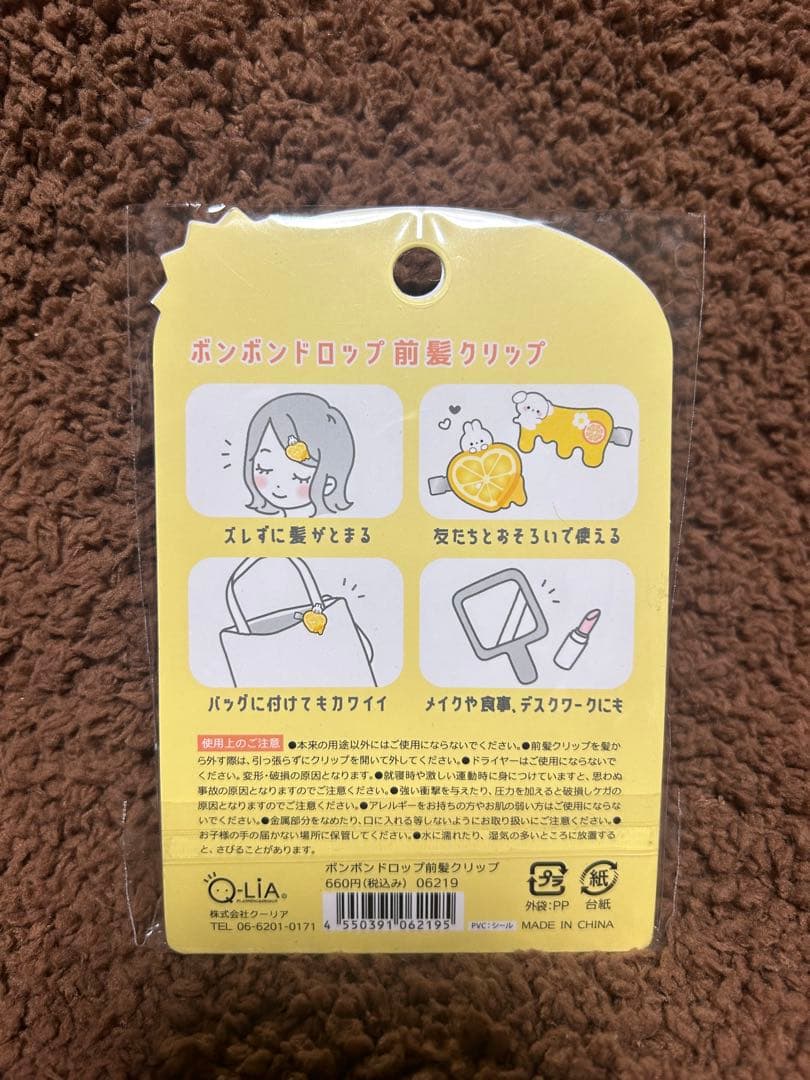 ボンボンドロップ前髪クリップ
ズレずに髪がとまる
友たちとおそろいで使える
バッグに付けてもカワイイ
メイクや食事、デスクワークにも
使用上のご注意 ●本来の用途以外にはご使用にならないでください。●前髪クリップを髪か
ら外す際は、引っ張らずにクリップを開いて外してください。●ドライヤーはご使用にならないで
ください。変形・破損の原因となります。●就寝時や激しい運動時に身につけていますと、思わぬ
事故の原因となりますのでご注意ください。●強い衝撃を与えたり、圧力を加えると破損しケガの
原因となりますのでご注意ください。●アレルギーをお持ちの方やお肌の弱い方はご使用にならな
いでください。●金属部分をなめたり、口に入れる等しないようにお取り扱いにご注意ください。●
お子様の手の届かない場所に保管してください。●水に濡れたり、湿気の多いところに放置する
と、さびることがあります。
Q-LiA®
株式会社クーリア
TEL 06-6201-0171
ボンボンドロップ前髪クリップ
660円(税込み) 06219
4 550391 062195
PVC:シール
プラ
外袋:PP
紙
台紙
MADE IN CHINA